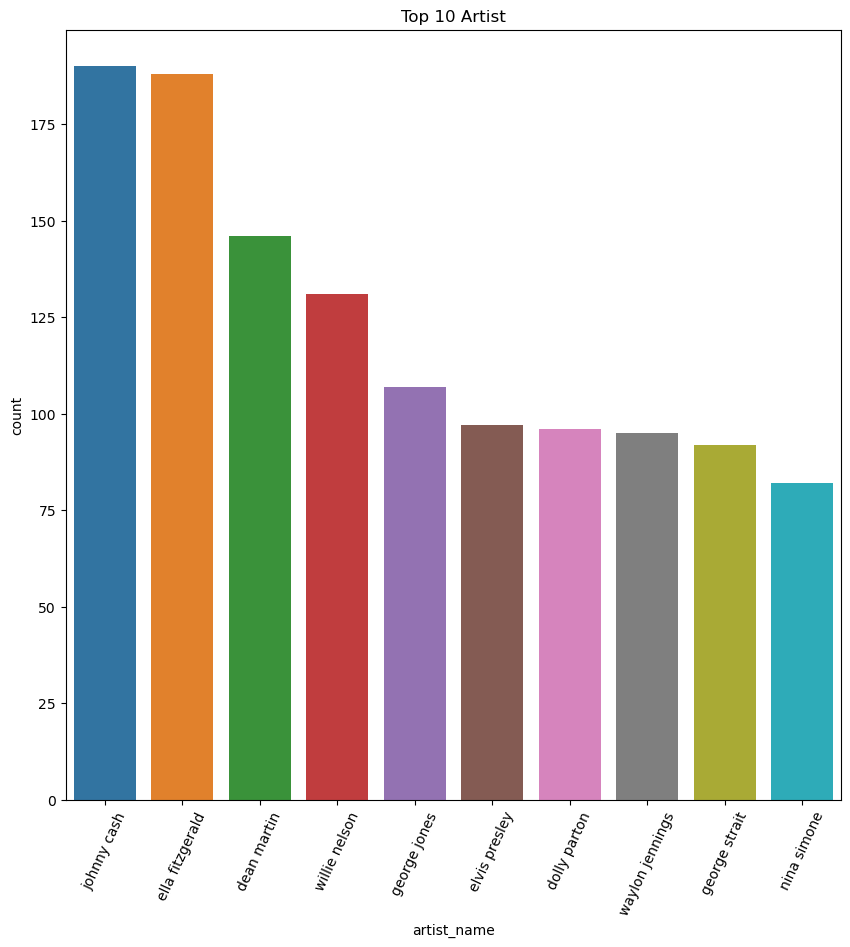 Top 10 Artist
count
175
150
125
100
75
50
25
0
johnny cash
ella fitzgerald
dean martin
willie nelson
george jones
elvis presley
dolly parton
waylon jennings
george strait
nina simone
artist_name